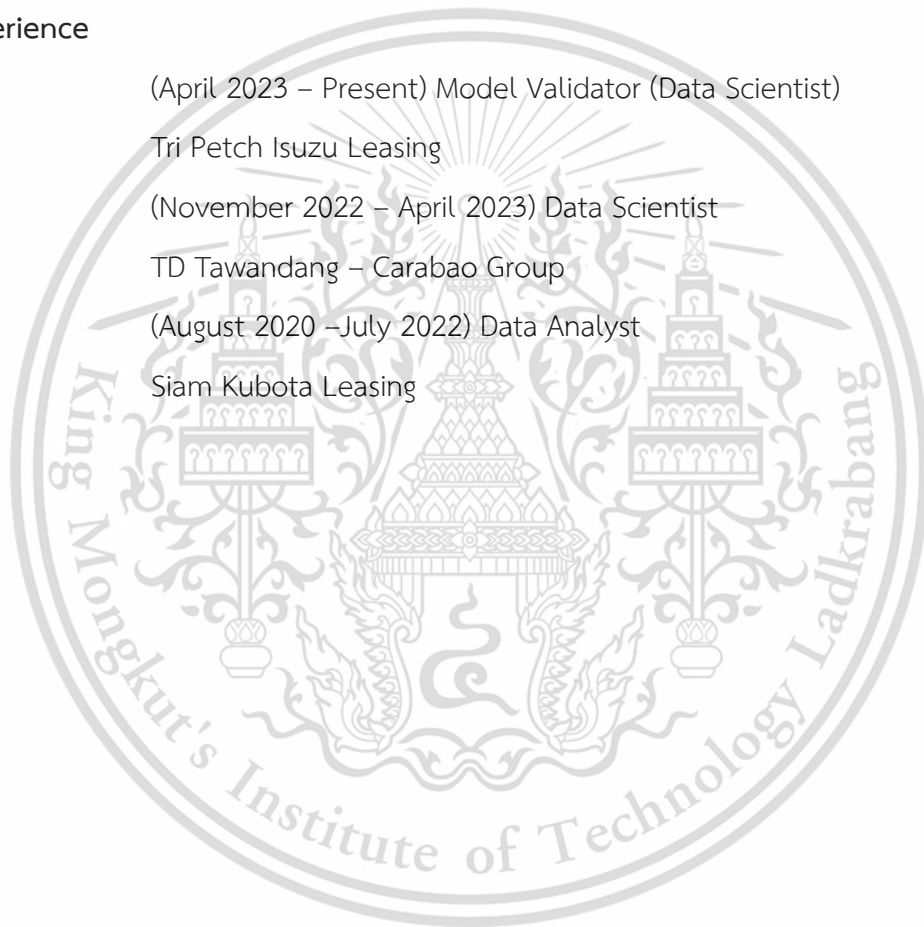 erience
(April 2023 – Present) Model Validator (Data Scientist)
Tri Petch Isuzu Leasing
(November 2022 – April 2023) Data Scientist
TD Tawandang – Carabao Group
(August 2020 –July 2022) Data Analyst
Siam Kubota Leasing
King Mongkut's Institute of Technology Ladkrabang